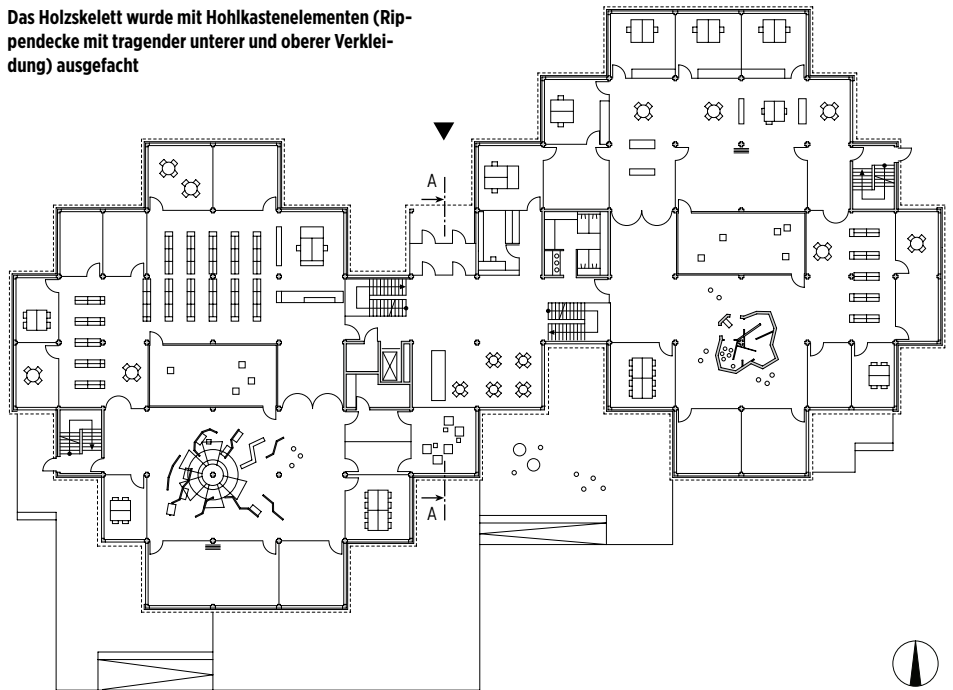 Das Holzskelett wurde mit Hohlkastenelementen (Rip-
pendecke mit tragender unterer und oberer Verklei-
dung) ausgefacht
A
A